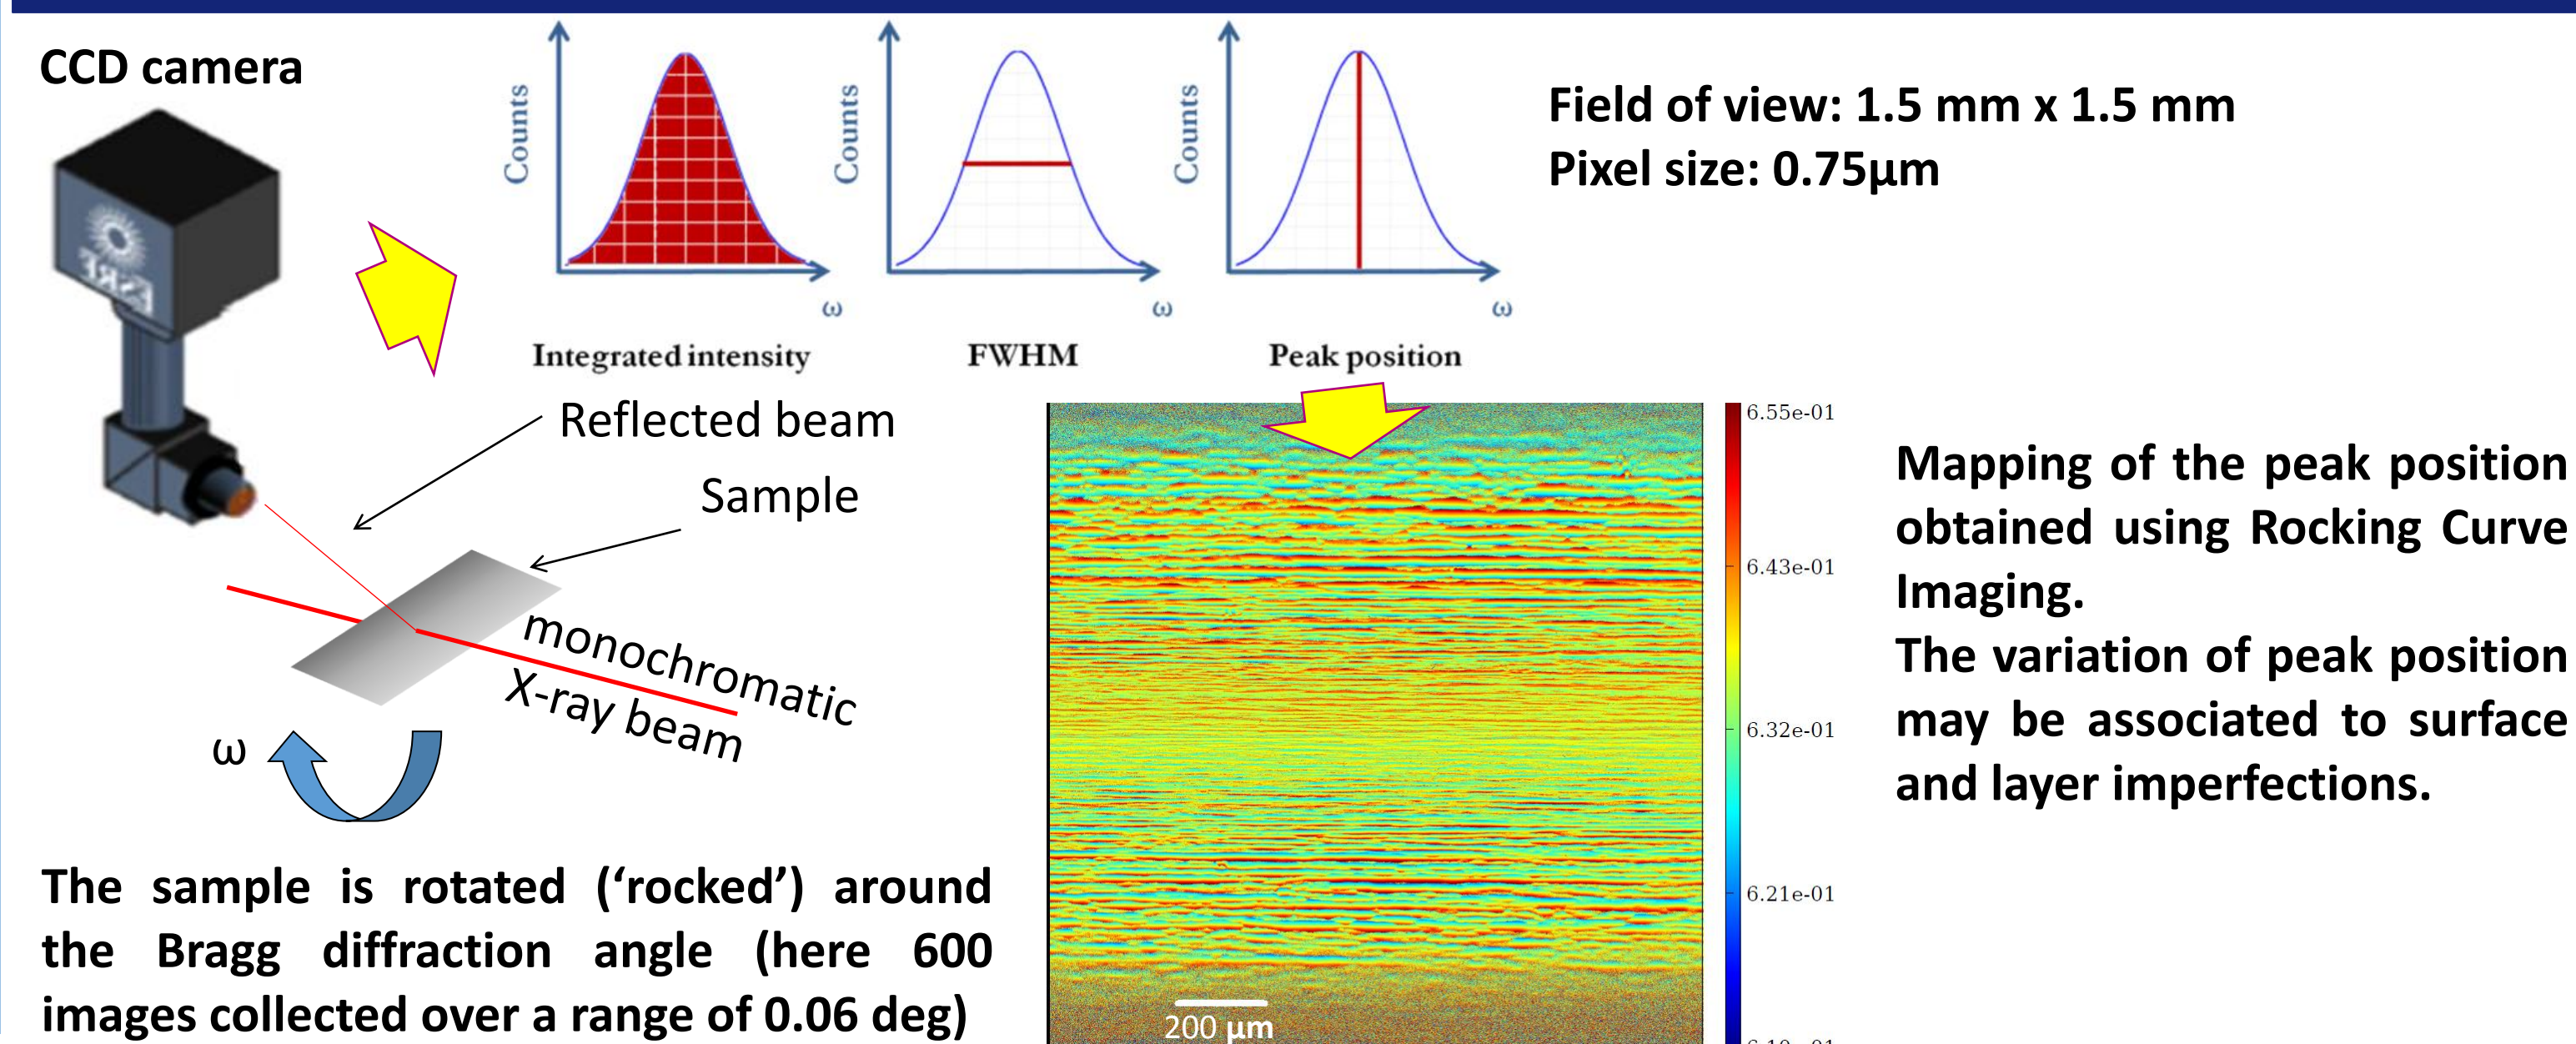 CCD camera
Counts
ω
Integrated intensity
Counts
ω
FWHM
Counts
ω
Peak position
Field of view: 1.5 mm x 1.5 mm
Pixel size: 0.75µm
Reflected beam
Sample
monochromatic
X-ray beam
ω
The sample is rotated (‘rocked’) around
the Bragg diffraction angle (here 600
images collected over a range of 0.06 deg)
6.55e-01
6.43e-01
6.32e-01
6.21e-01
200 µm
Mapping of the peak position
obtained using Rocking Curve
Imaging.
The variation of peak position
may be associated to surface
and layer imperfections.